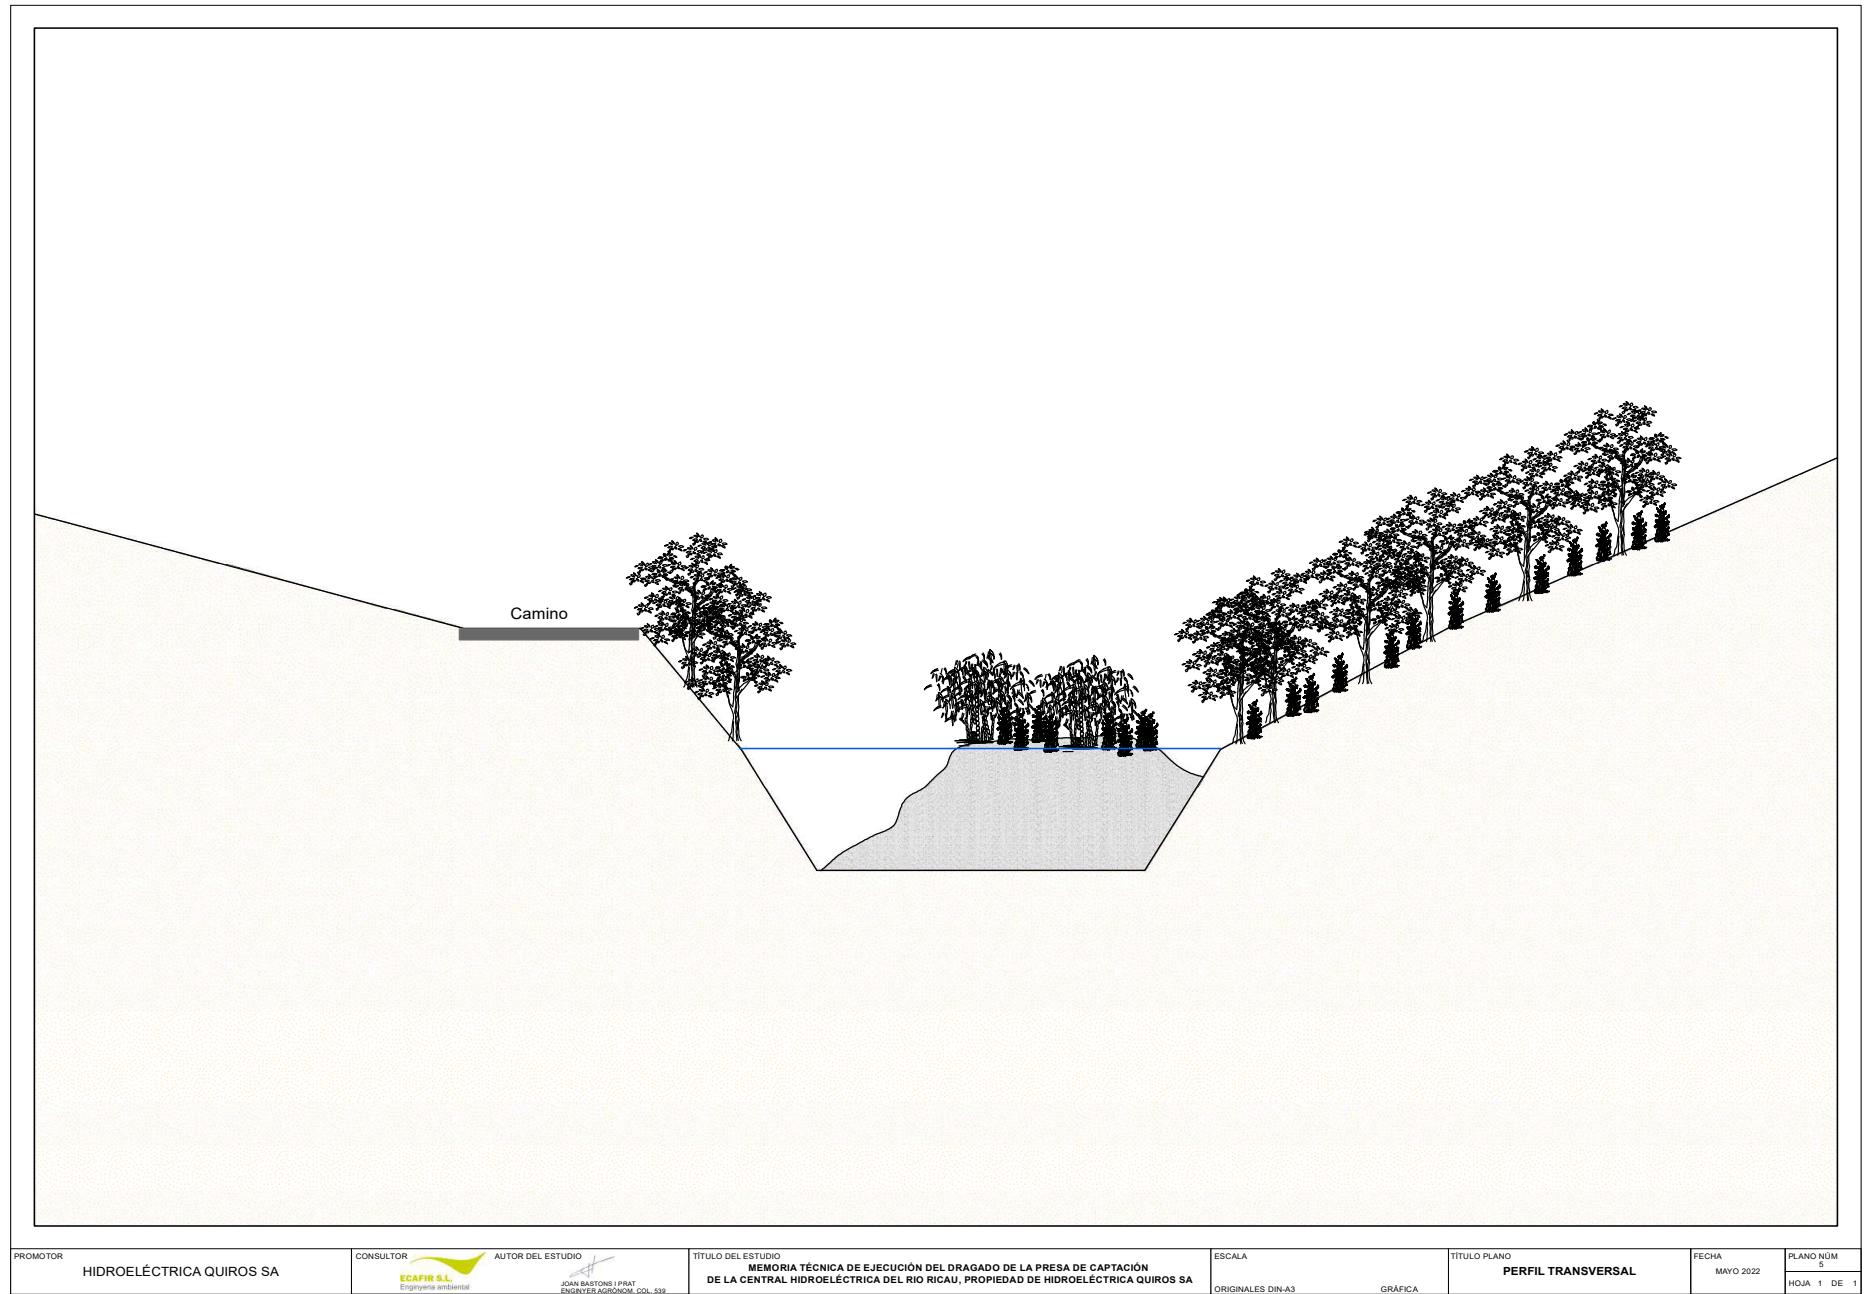 Camino
PROMOTOR
HIDROELÉCTRICA QUIROS SA
CONSULTOR
ECAFIR S.L.
Enginyeria ambiental
AUTOR DEL ESTUDIO
JOAN BASTONS I PRAT
ENGINYER AGRÒNOM. COL. 539
TÍTULO DEL ESTUDIO
MEMORIA TÉCNICA DE EJECUCIÓN DEL DRAGADO DE LA PRESA DE CAPTACIÓN
DE LA CENTRAL HIDROELÉCTRICA DEL RIO RICAU, PROPIEDAD DE HIDROELÉCTRICA QUIROS SA
ESCALA
ORIGINALES DIN-A3 GRÁFICA
TÍTULO PLANO
PERFIL TRANSVERSAL
FECHA
MAYO 2022
PLANO NÚM
5
HOJA 1 DE 1